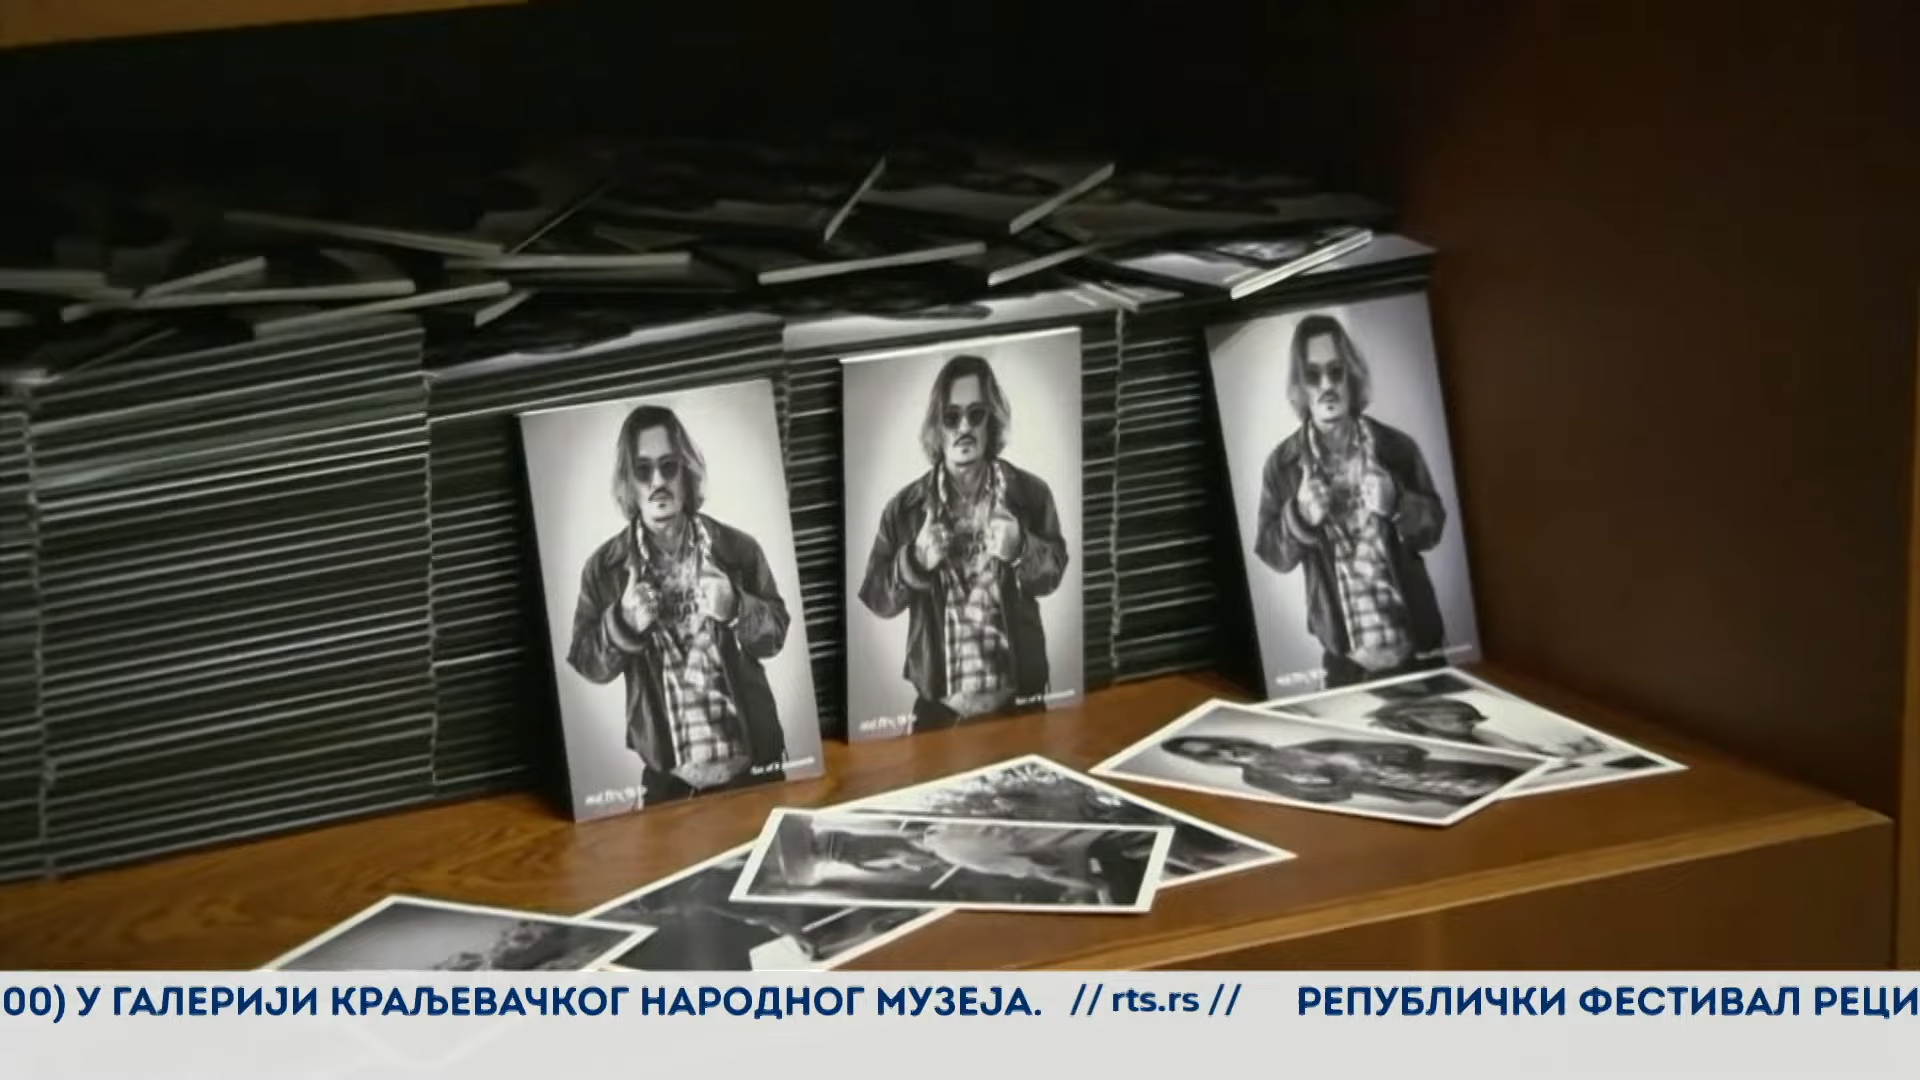 00) У ГАЛЕРИЈИ КРАЉЕВАЧКОГ НАРОДНОГ МУЗЕЈА. // rts.rs // РЕПУБЛИЧКИ ФЕСТИВАЛ РЕЦИ